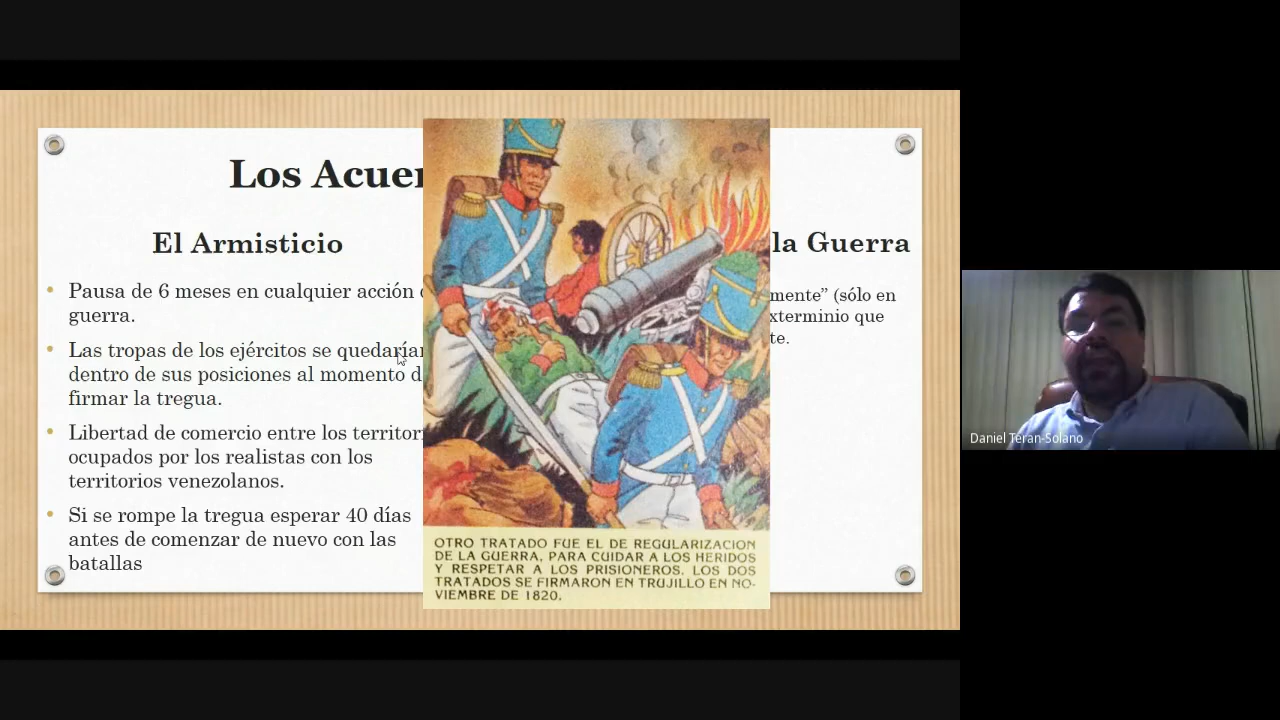 Los Acuer
El Armisticio
la Guerra
Pausa de 6 meses en cualquier acción
guerra.
Las tropas de los ejércitos se quedarían
dentro de sus posiciones al momento d
firmar la tregua.
Libertad de comercio entre los territori
ocupados por los realistas con los
territorios venezolanos.
Si se rompe la tregua esperar 40 días
antes de comenzar de nuevo con las
batallas
mente” (sólo en
xterminio que
te.
OTRO TRATADO FUE EL DE REGULARIZACION
DE LA GUERRA, PARA CUIDAR A LOS HERIDOS
Y RESPETAR A LOS PRISIONEROS. LOS DOS
TRATADOS SE FIRMARON EN TRUJILLO EN NO-
VIEMBRE DE 1820.
Daniel Terán-Solano